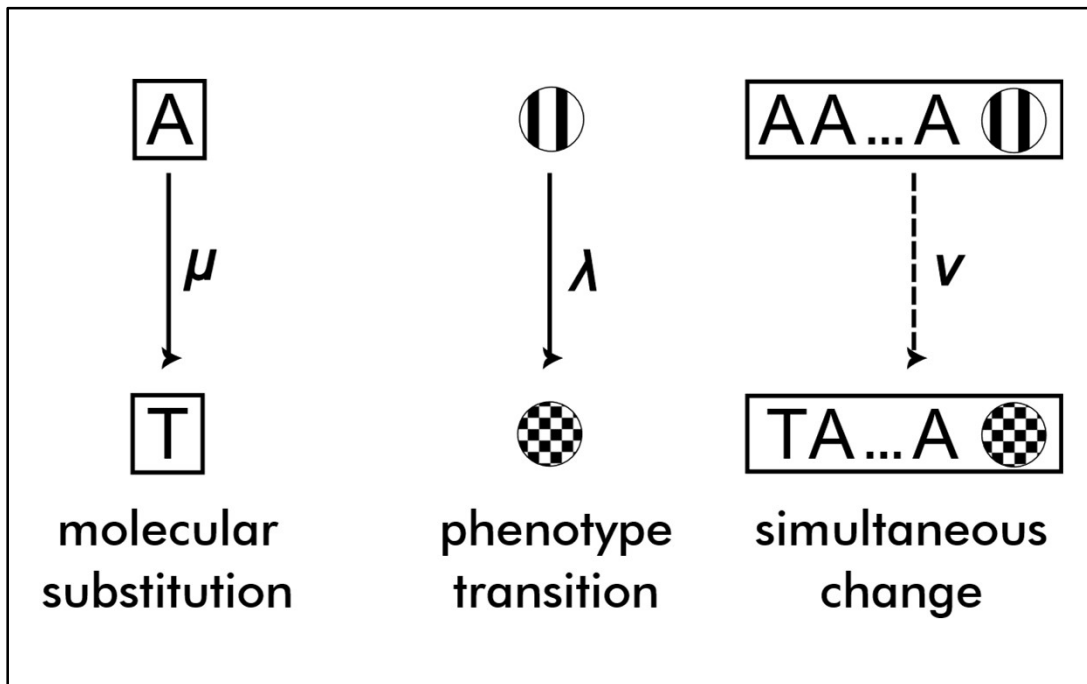 A
AA...A
μ
λ
ν
T
TA...A
molecular
substitution
phenotype
transition
simultaneous
change